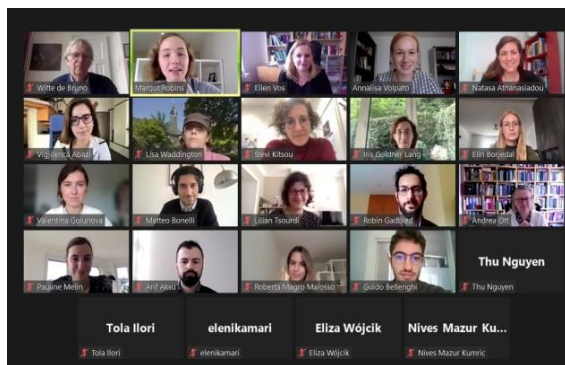 Witte de Bruno
Margot Robins
Ellen Vos
Annalisa Volpato
Natasa Athanasiadou
Vigjilenca Abazi
Lisa Waddington
Stevi Kitsou
Iris Goldner Lang
Elin Borjedal
Valentina Golunova
Matteo Bonelli
Lilian Tsourdi
Robin Gadbled
Andrea Ott
Pauline Melin
Arif Aksu
Roberta Magro Malosso
Guido Bellenghi
Thu Nguyen
Thu Nguyen
Tola Ilori
elenikamari
Eliza Wójcik
Nives Mazur Ku...
Tola Ilori
elenikamari
Eliza Wójcik
Nives Mazur Kumric